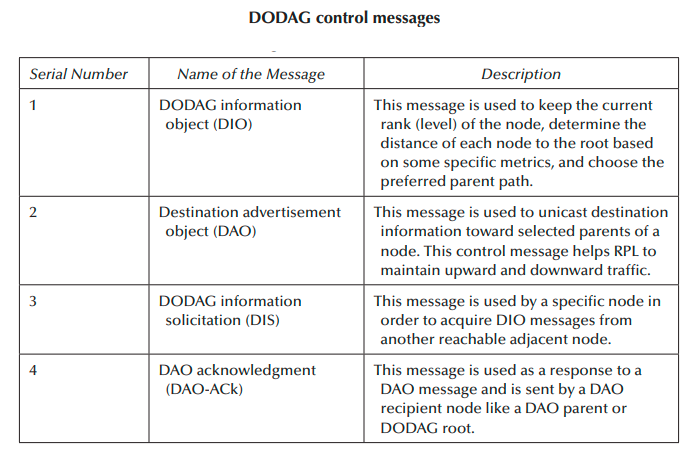 DODAG control messages
Serial Number Name of the Message Description
1 DODAG information This message is used to keep the current
object (DIO) rank (level) of the node, determine the
distance of each node to the root based
on some specific metrics, and choose the
preferred parent path.
2 Destination advertisement This message is used to unicast destination
object (DAO) information toward selected parents of a
node. This control message helps RPL to
maintain upward and downward traffic.
3 DODAG information This message is used by a specific node in
solicitation (DIS) order to acquire DIO messages from
another reachable adjacent node.
4 DAO acknowledgment This message is used as a response to a
(DAO-ACk) DAO message and is sent by a DAO
recipient node like a DAO parent or
DODAG root.